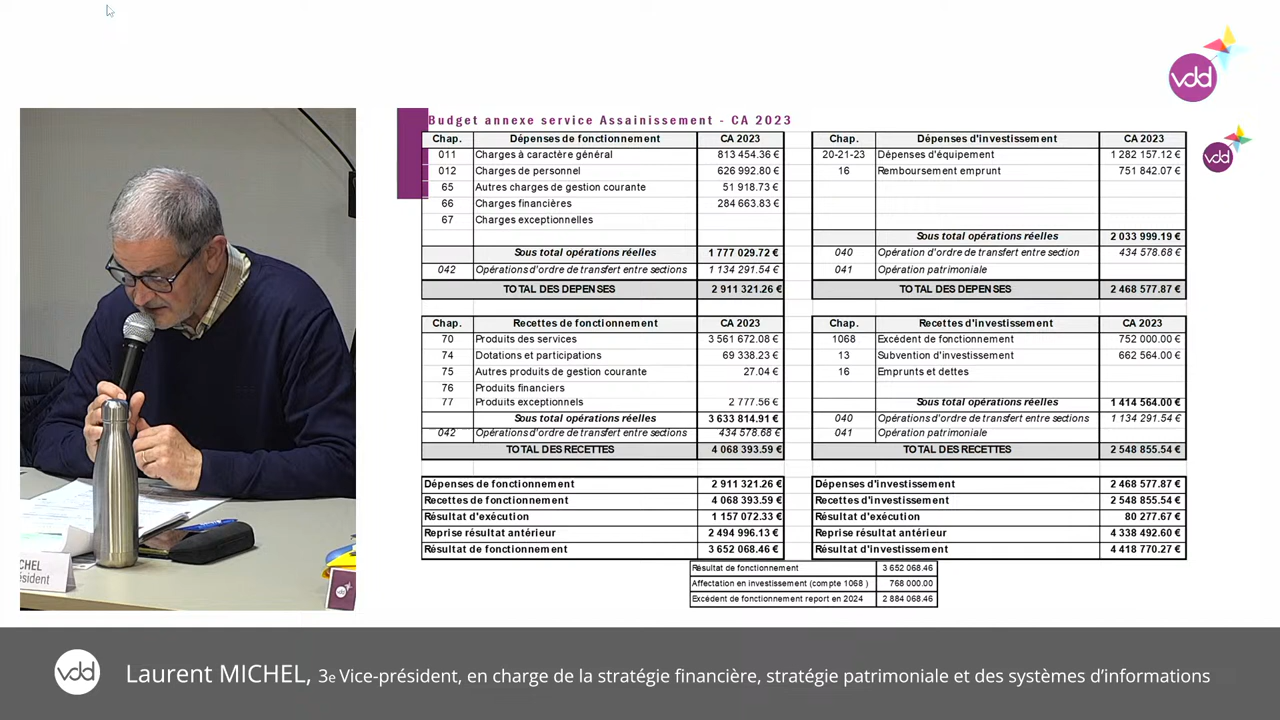 vdd
Budget annexe service Assainissement - CA 2023
vdd
Chap. Dépenses de fonctionnement CA 2023
011 Charges à caractère général 813 454.36 €
012 Charges de personnel 626 992.80 €
65 Autres charges de gestion courante 51 918.73 €
66 Charges financières 284 663.83 €
67 Charges exceptionnelles
Sous total opérations réelles 1 777 029.72 €
042 Opérations d'ordre de transfert entre sections 1 134 291.54 €
TOTAL DES DEPENSES 2 911 321.26 €
Chap. Dépenses d'investissement CA 2023
20-21-23 Dépenses d'équipement 1 282 157.12 €
16 Remboursement emprunt 751 842.07 €
Sous total opérations réelles 2 033 999.19 €
040 Opération d'ordre de transfert entre section 434 578.68 €
041 Opération patrimoniale
TOTAL DES DEPENSES 2 468 577.87 €
Chap. Recettes de fonctionnement CA 2023
70 Produits des services 3 561 672.08 €
74 Dotations et participations 69 338.23 €
75 Autres produits de gestion courante 27.04 €
76 Produits financiers
77 Produits exceptionnels 2 777.56 €
Sous total opérations réelles 3 633 814.91 €
042 Opérations d'ordre de transfert entre sections 434 578.68 €
TOTAL DES RECETTES 4 068 393.59 €
Chap. Recettes d'investissement CA 2023
1068 Excédent de fonctionnement 752 000.00 €
13 Subvention d'investissement 662 564.00 €
16 Emprunts et dettes
Sous total opérations réelles 1 414 564.00 €
040 Opérations d'ordre de transfert entre sections 1 134 291.54 €
041 Opération patrimoniale
TOTAL DES RECETTES 2 548 855.54 €
Dépenses de fonctionnement 2 911 321.26 €
Recettes de fonctionnement 4 068 393.59 €
Résultat d'exécution 1 157 072.33 €
Reprise résultat antérieur 2 494 996.13 €
Résultat de fonctionnement 3 652 068.46 €
Dépenses d'investissement 2 468 577.87 €
Recettes d'investissement 2 548 855.54 €
Résultat d'exécution 80 277.67 €
Reprise résultat antérieur 4 338 492.60 €
Résultat d'investissement 4 418 770.27 €
Résultat de fonctionnement 3 652 068.46
Affectation en investissement (compte 1068 ) 768 000.00
Excédent de fonctionnement report en 2024 2 884 068.46
CHEL
ésident
vdd
vdd
Laurent MICHEL, 3e Vice-président, en charge de la stratégie financière, stratégie patrimoniale et des systèmes d'informations